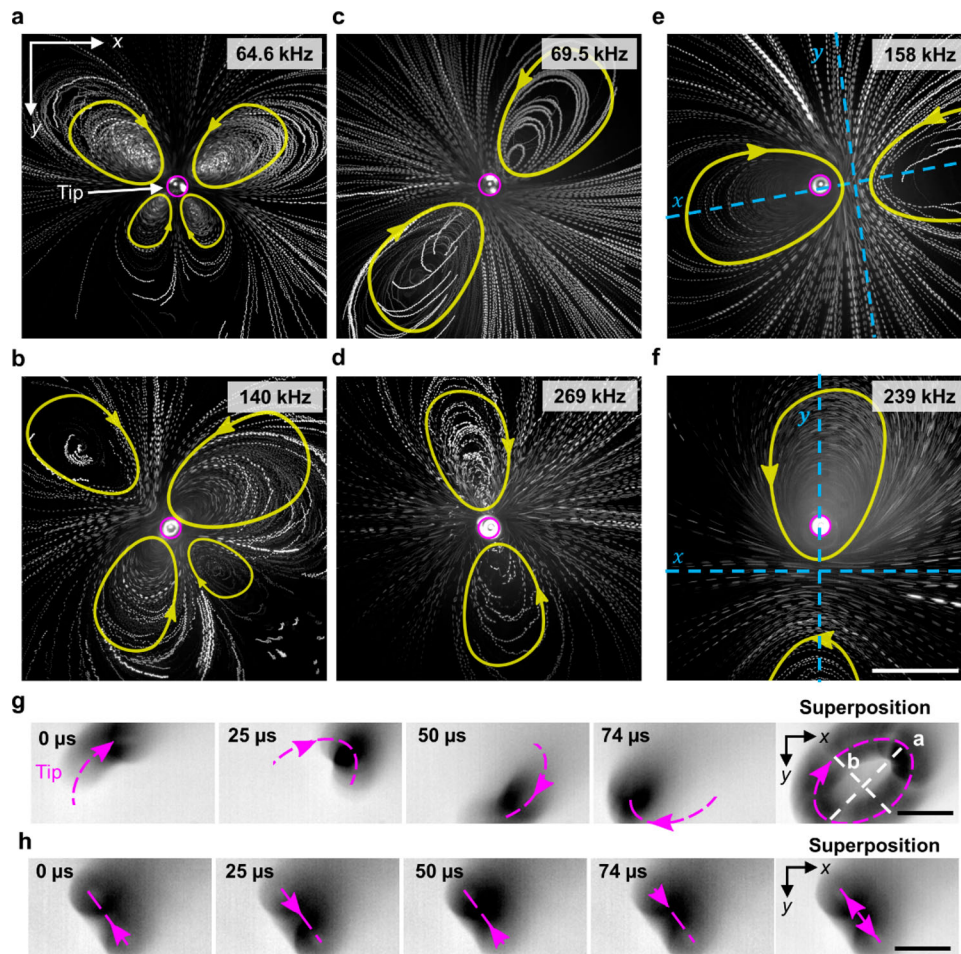 a
64.6 kHz
x
y
Tip
c
69.5 kHz
e
158 kHz
y
x
b
140 kHz
d
269 kHz
f
239 kHz
y
x
g
0 µs
Tip
25 µs
50 µs
74 µs
Superposition
x
y
a
b
h
0 µs
25 µs
50 µs
74 µs
Superposition
x
y